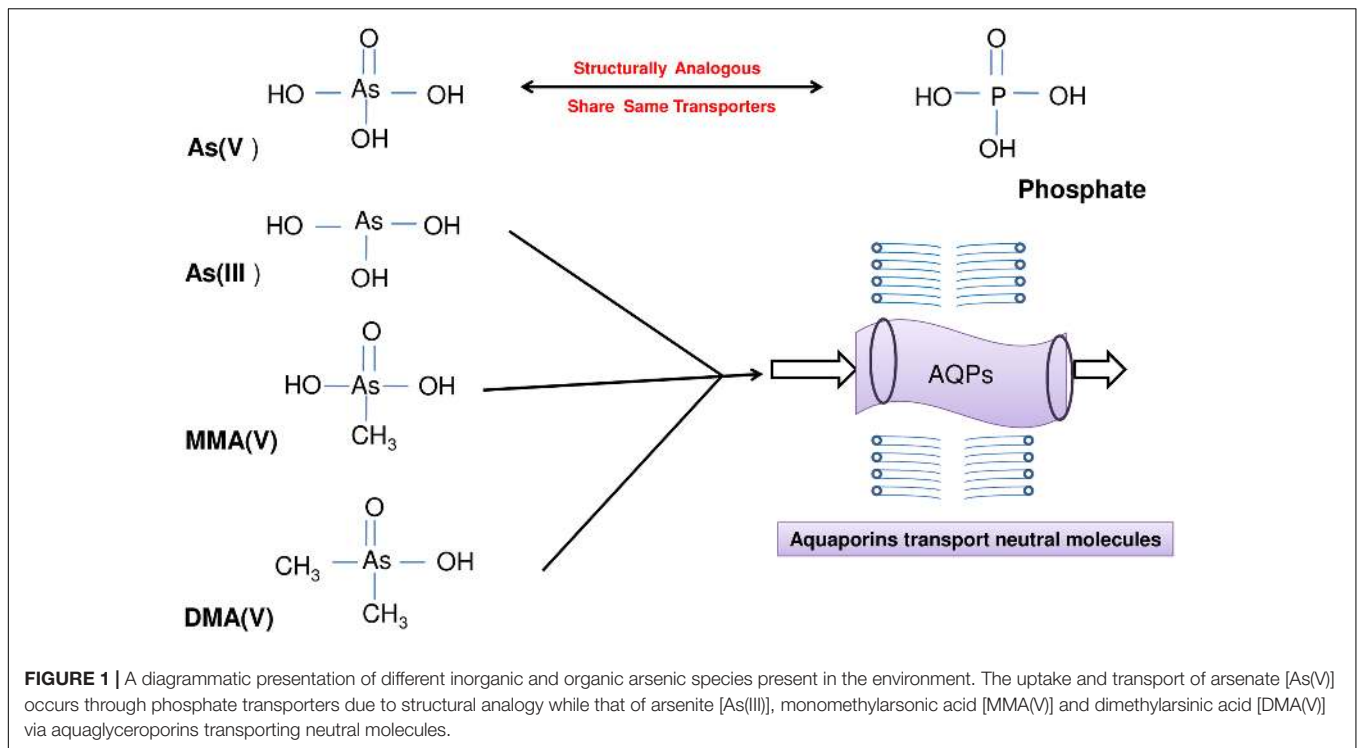 O
HO As OH
OH
As(V )
Structurally Analogous
Share Same Transporters
O
HO P OH
OH
Phosphate
HO As OH
OH
As(III )
O
HO As OH
CH3
MMA(V)
O
CH3 As OH
CH3
DMA(V)
AQPs
Aquaporins transport neutral molecules
FIGURE 1 | A diagrammatic presentation of different inorganic and organic arsenic species present in the environment. The uptake and transport of arsenate [As(V)]
occurs through phosphate transporters due to structural analogy while that of arsenite [As(III)], monomethylarsonic acid [MMA(V)] and dimethylarsinic acid [DMA(V)]
via aquaglyceroporins transporting neutral molecules.